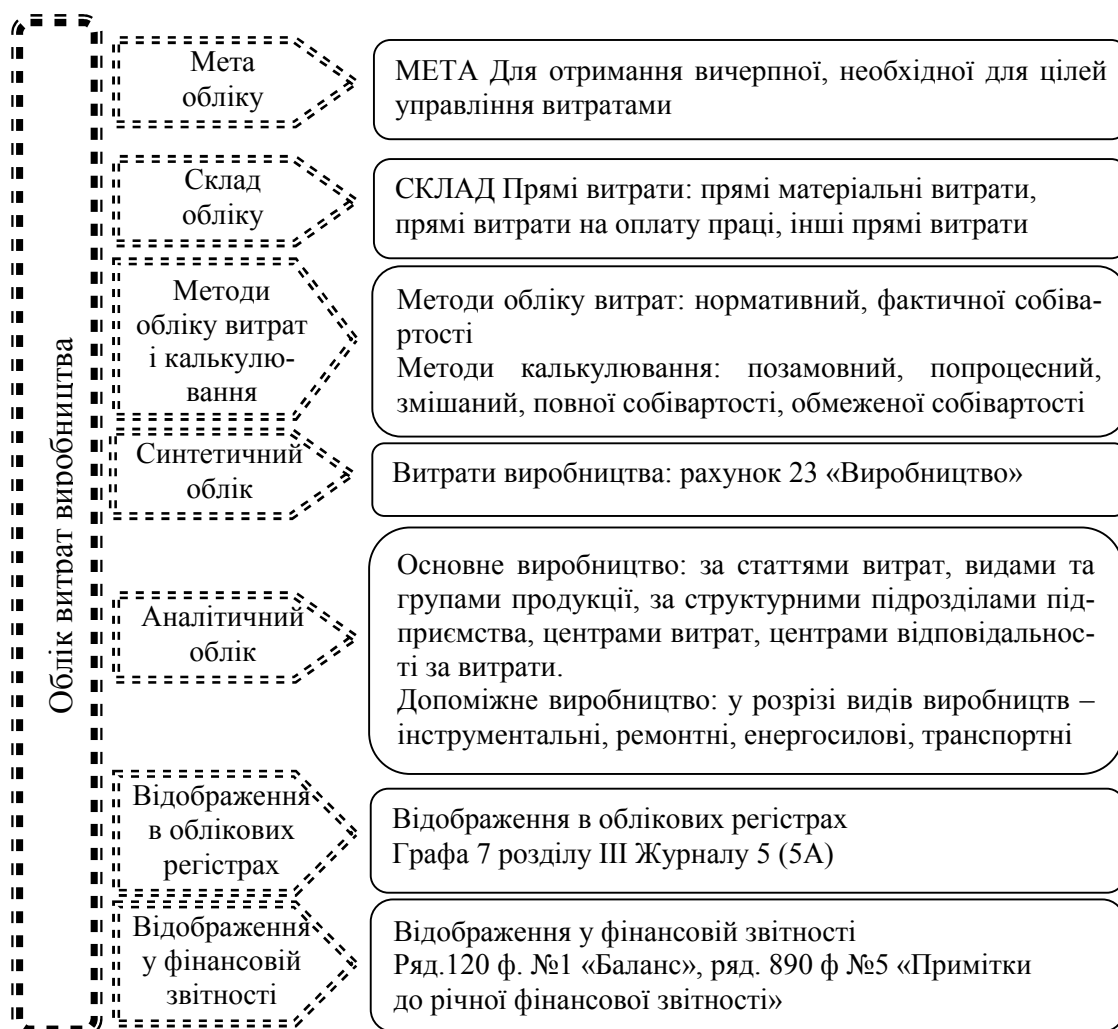 Облік витрат виробництва
Мета
обліку
МЕТА Для отримання вичерпної, необхідної для цілей
управління витратами
Склад
обліку
СКЛАД Прямі витрати: прямі матеріальні витрати,
прямі витрати на оплату праці, інші прямі витрати
Методи
обліку витрат
і калькулю-
вання
Методи обліку витрат: нормативний, фактичної собіва-
ртості
Методи калькулювання: позамовний, попроцесний,
змішаний, повної собівартості, обмеженої собівартості
Синтетичний
облік
Витрати виробництва: рахунок 23 «Виробництво»
Аналітичний
облік
Основне виробництво: за статтями витрат, видами та
групами продукції, за структурними підрозділами під-
приємства, центрами витрат, центрами відповідальнос-
ті за витрати.
Допоміжне виробництво: у розрізі видів виробництв –
інструментальні, ремонтні, енергосилові, транспортні
Відображення
в облікових
регістрах
Відображення в облікових регістрах
Графа 7 розділу III Журналу 5 (5А)
Відображення
у фінансовій
звітності
Відображення у фінансовій звітності
Ряд.120 ф. №1 «Баланс», ряд. 890 ф №5 «Примітки
до річної фінансової звітності»